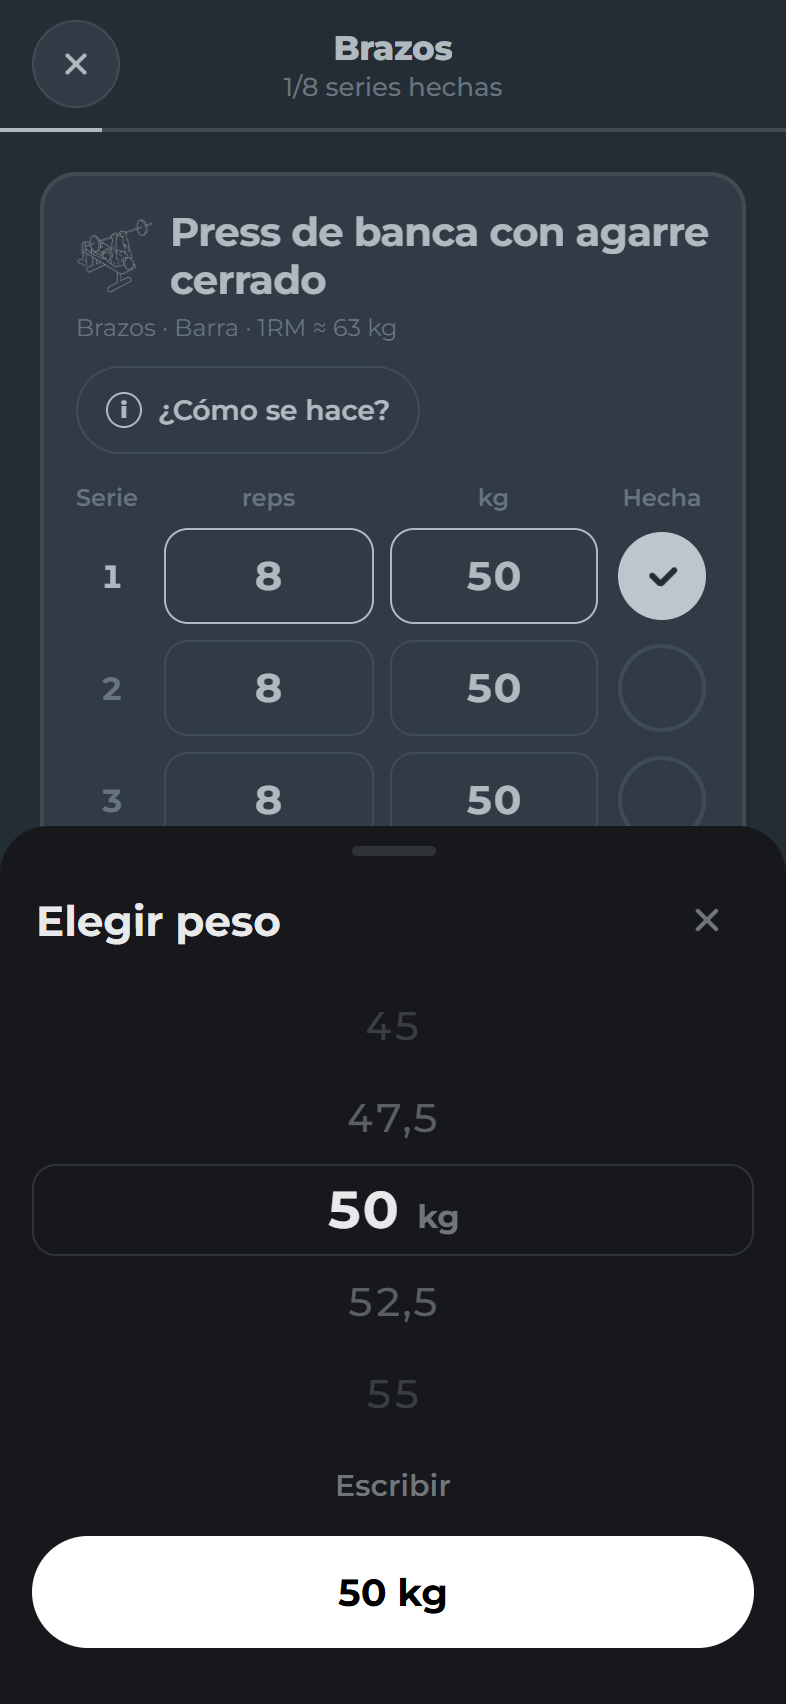 Brazos
1/8 series hechas
Press de banca con agarre
cerrado
Brazos · Barra · 1RM ≈ 63 kg
¿Cómo se hace?
Serie reps kg Hecha
1 8 50
2 8 50
3 8 50
Elegir peso
45
47,5
50 kg
52,5
55
Escribir
50 kg